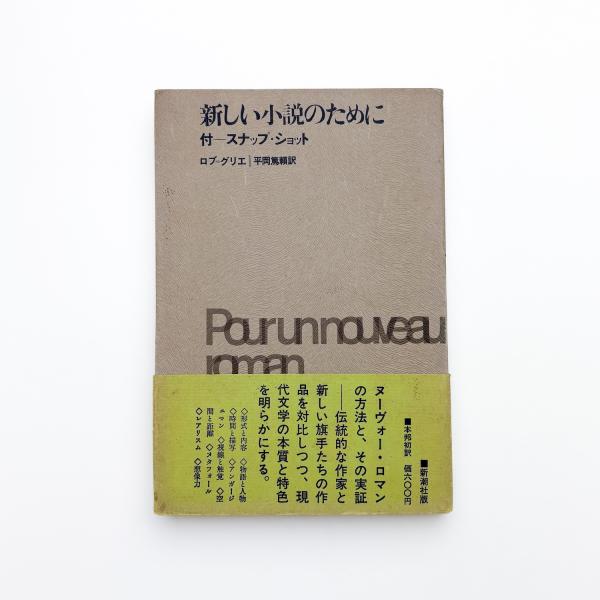 新しい小説のために
付―スナップ・ショット
ロブ=グリエ|平岡篤頼訳
Pour un nouveau
roman
■新潮社版
■本邦初訳 価六〇〇円
ヌーヴォー・ロマン
の方法と、その実証
――伝統的な作家と
新しい旗手たちの作
品を対比しつつ、現
代文学の本質と特色
を明らかにする。
◇形式と内容 ◇物語と人物
◇時間と描写 ◇アンガージ
ュマン ◇視線と触覚 ◇空
間と距離 ◇メタフォール
◇レアリスム ◇想像力